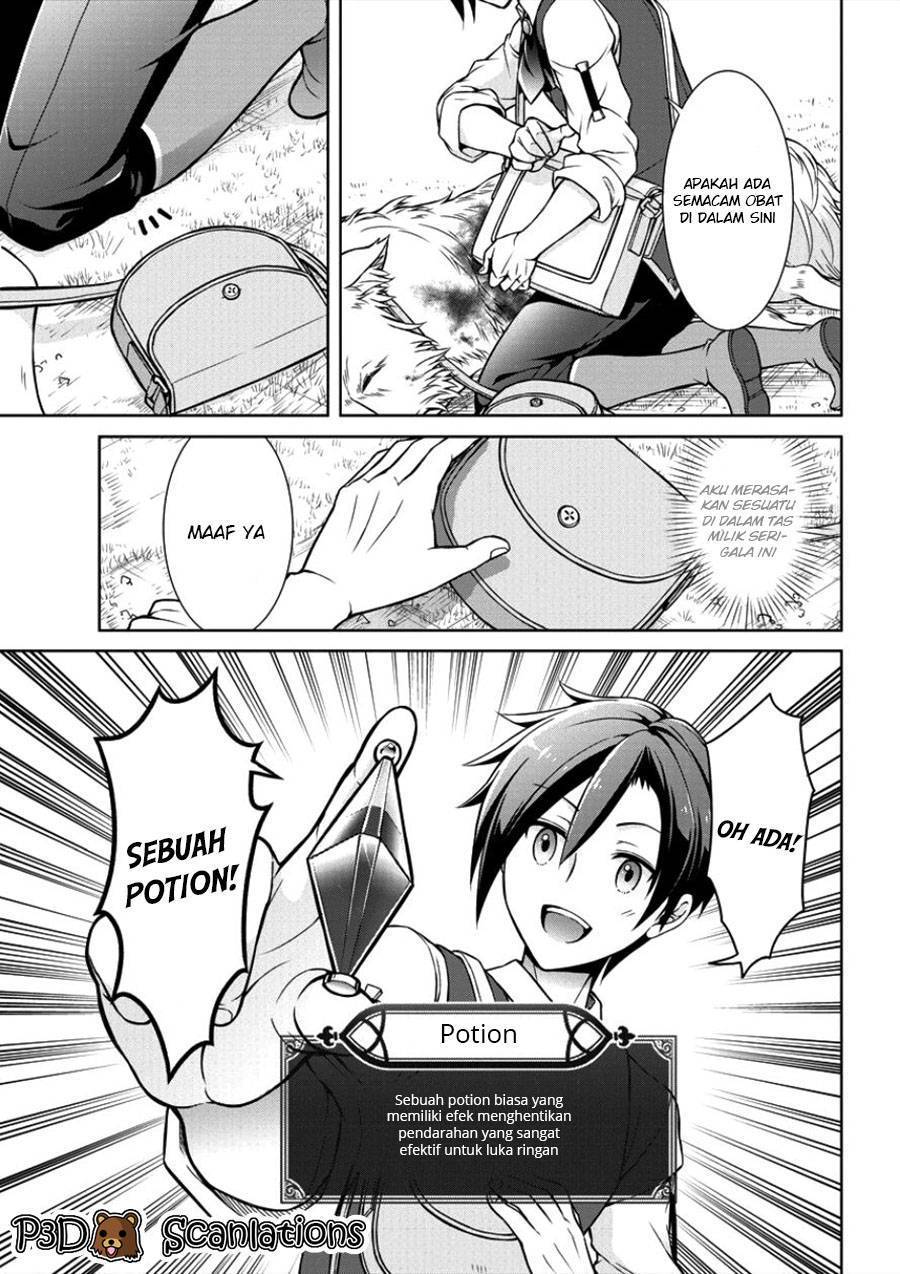 APAKAH ADA
SEMACAM OBAT
DI DALAM SINI
AKU MERASA-
KAN SESUATU
DI DALAM TAS
MILIK SERI-
GALA INI
MAAF YA
OH ADA!
SEBUAH
POTION!
Potion
Sebuah potion biasa yang
memiliki efek menghentikan
pendarahan yang sangat
efektif untuk luka ringan
P3D Scanlations